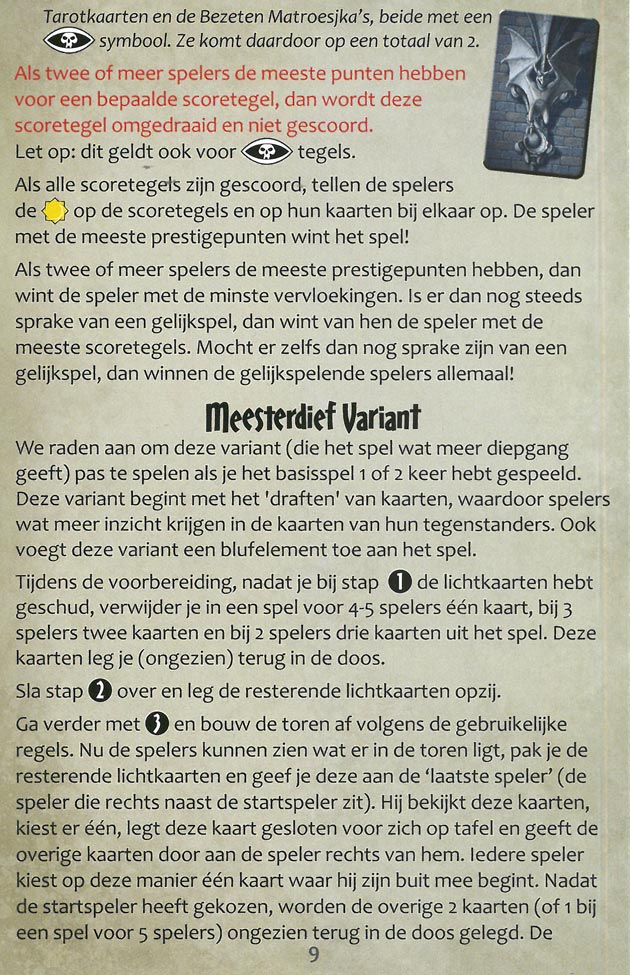 Tarotkaarten en de Bezeten Matroesjka's, beide met een
symbool. Ze komt daardoor op een totaal van 2.
Als twee of meer spelers de meeste punten hebben
voor een bepaalde scoretegel, dan wordt deze
scoretegel omgedraaid en niet gescoord.
Let op: dit geldt ook voor tegels.
Als alle scoretegels zijn gescoord, tellen de spelers
de op de scoretegels en op hun kaarten bij elkaar op. De speler
met de meeste prestigepunten wint het spel!
Als twee of meer spelers de meeste prestigepunten hebben, dan
wint de speler met de minste vervloekingen. Is er dan nog steeds
sprake van een gelijkspel, dan wint van hen de speler met de
meeste scoretegels. Mocht er zelfs dan nog sprake zijn van een
gelijkspel, dan winnen de gelijkspelende spelers allemaal!
Meesterdief Variant
We raden aan om deze variant (die het spel wat meer diepgang
geeft) pas te spelen als je het basisspel 1 of 2 keer hebt gespeeld.
Deze variant begint met het 'draften' van kaarten, waardoor spelers
wat meer inzicht krijgen in de kaarten van hun tegenstanders. Ook
voegt deze variant een blufelement toe aan het spel.
Tijdens de voorbereiding, nadat je bij stap 1 de lichtkaarten hebt
geschud, verwijder je in een spel voor 4-5 spelers één kaart, bij 3
spelers twee kaarten en bij 2 spelers drie kaarten uit het spel. Deze
kaarten leg je (ongezien) terug in de doos.
Sla stap 2 over en leg de resterende lichtkaarten opzij.
Ga verder met 3 en bouw de toren af volgens de gebruikelijke
regels. Nu de spelers kunnen zien wat er in de toren ligt, pak je de
resterende lichtkaarten en geef je deze aan de ‘laatste speler’ (de
speler die rechts naast de startspeler zit). Hij bekijkt deze kaarten,
kiest er één, legt deze kaart gesloten voor zich op tafel en geeft de
overige kaarten door aan de speler rechts van hem. Iedere speler
kiest op deze manier één kaart waar hij zijn buit mee begint. Nadat
de startspeler heeft gekozen, worden de overige 2 kaarten (of 1 bij
een spel voor 5 spelers) ongezien terug in de doos gelegd. De
9